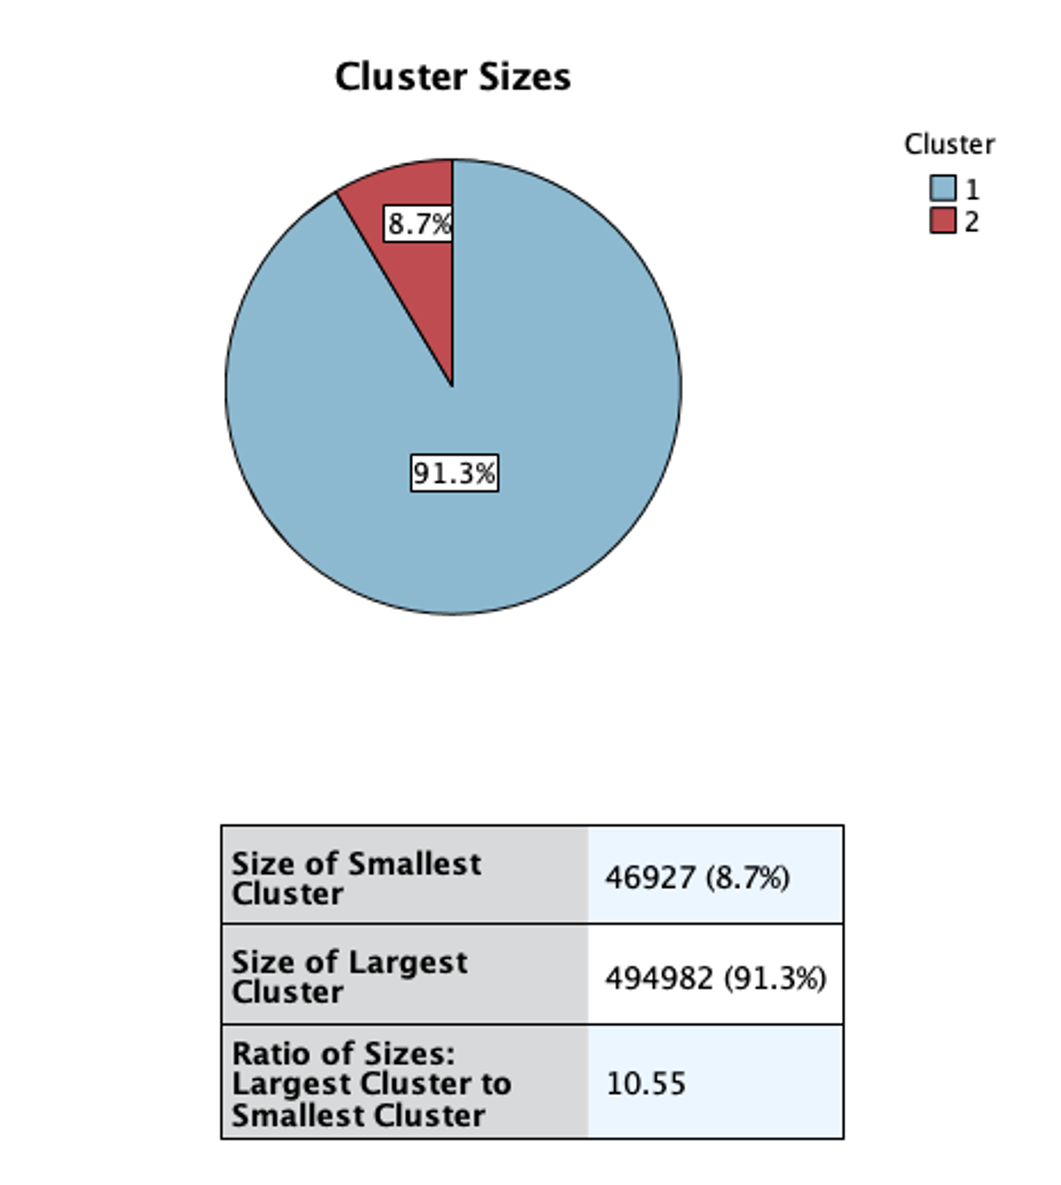 Cluster Sizes
Cluster
1
2
8.7%
91.3%
Size of Smallest
Cluster
46927 (8.7%)
Size of Largest
Cluster
494982 (91.3%)
Ratio of Sizes:
Largest Cluster to
Smallest Cluster
10.55